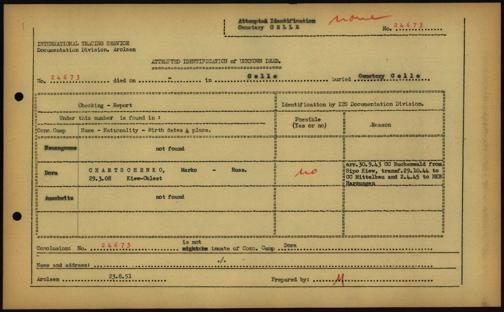 Attempted Identification
Cemetery CELLE
none
No. 24673
INTERNATIONAL TRACING SERVICE
Documentation Division. Arolsen
ATTEMPTED IDENTIFICATION of UNKNOWN DEAD.
No. 24673 died on - in Celle buried Cemetery Celle
Checking - Report
Identification by ITS Documentation Division.
Under this number is found in :
Possible (Yes or no)
Reason
Conc.Camp Name - Nationality - Birth dates & place.
Neuengamme not found
Dora CHARTSCHENKO, Marko - Russ.
29.3.08 Kiew-Oblast
no
arr.30.9.43 CC Buchenwald from
Sipo Kiew, transf.29.10.44 to
CC Mittelbau and 2.4.45 to
Harzungen
Auschwitz not found
Conclusion: No. 24673 is not
inmate of Conc. Camp Dora
Name and address: ./.
Arolsen 23.8.51 Prepared by: